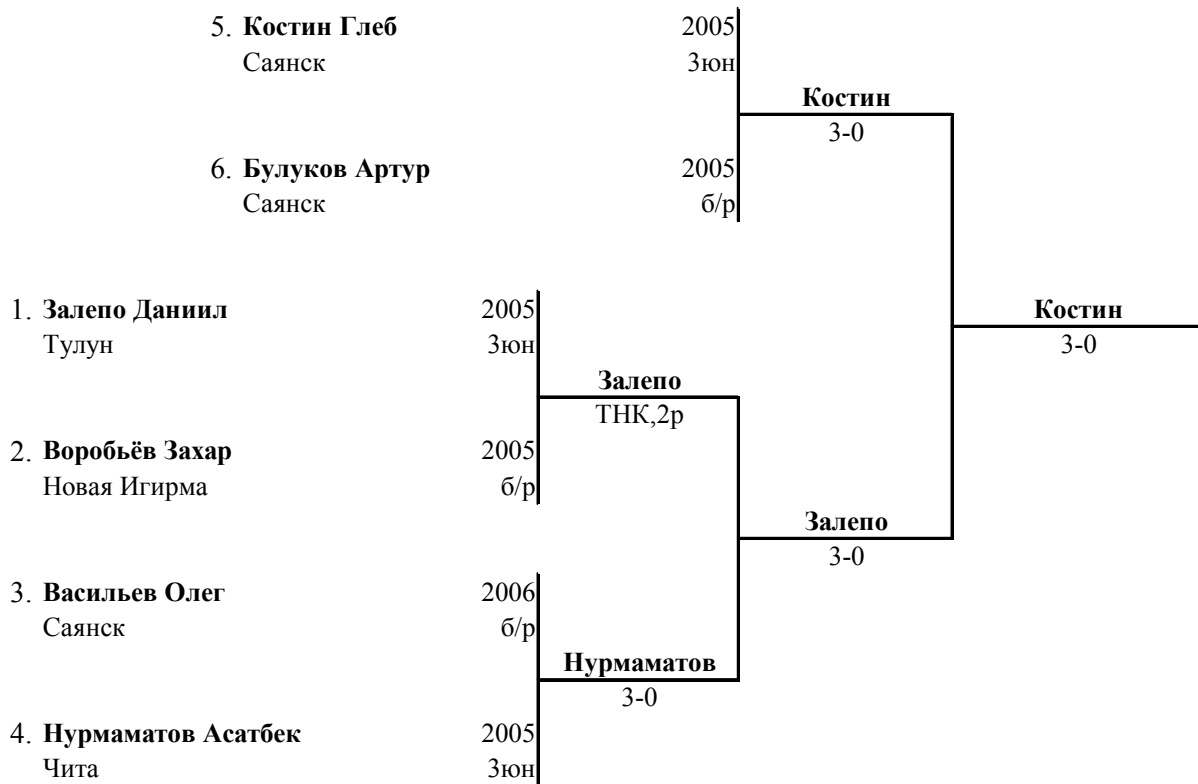 5. Костин Глеб 2005
Саянск 3юн
Костин
3-0
6. Булуков Артур 2005
Саянск б/р
1. Залепо Даниил 2005
Тулун 3юн
Костин
3-0
Залепо
ТНК,2р
2. Воробьёв Захар 2005
Новая Игирма б/р
Залепо
3-0
3. Васильев Олег 2006
Саянск б/р
Нурмаматов
3-0
4. Нурмаматов Асатбек 2005
Чита 3юн